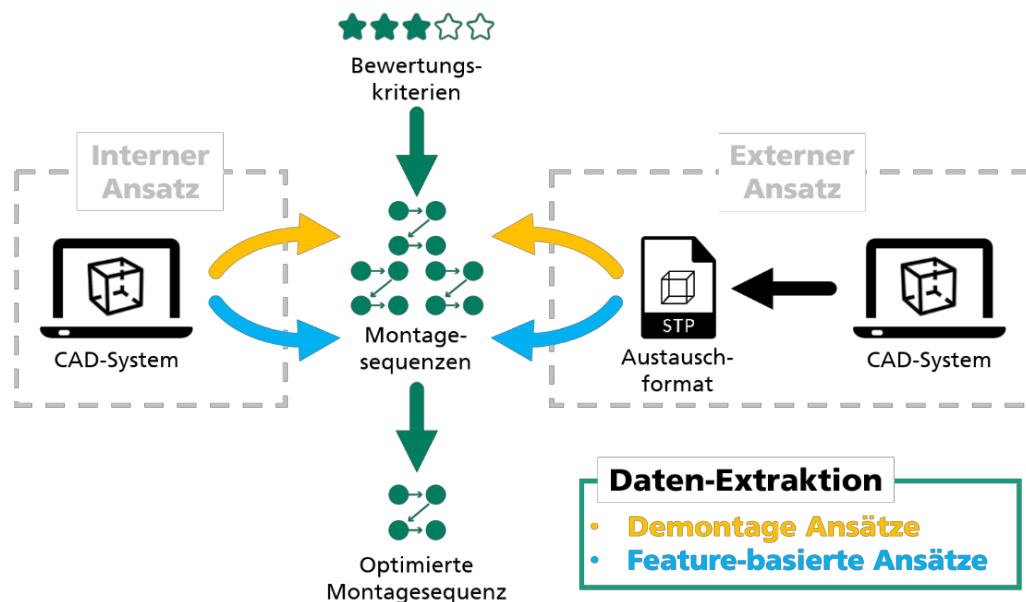 Bewertungs-
kriterien
Interner
Ansatz
Externer
Ansatz
CAD-System
Montage-
sequenzen
STP
Austausch-
format
CAD-System
Optimierte
Montagesequenz
Daten-Extraktion
• Demontage Ansätze
• Feature-basierte Ansätze